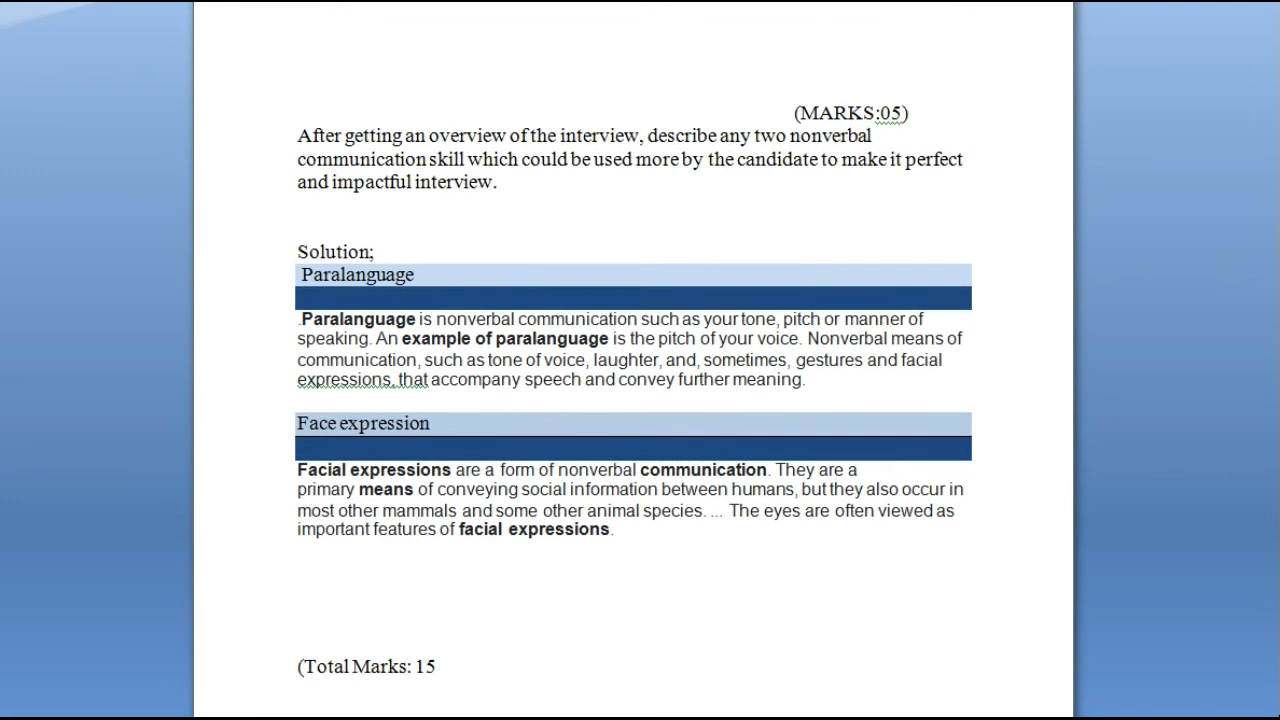 (MARKS:05)
After getting an overview of the interview, describe any two nonverbal
communication skill which could be used more by the candidate to make it perfect
and impactful interview.
Solution;
Paralanguage
.Paralanguage is nonverbal communication such as your tone, pitch or manner of
speaking. An example of paralanguage is the pitch of your voice. Nonverbal means of
communication, such as tone of voice, laughter, and, sometimes, gestures and facial
expressions, that accompany speech and convey further meaning.
Face expression
Facial expressions are a form of nonverbal communication. They are a
primary means of conveying social information between humans, but they also occur in
most other mammals and some other animal species. ... The eyes are often viewed as
important features of facial expressions.
(Total Marks: 15